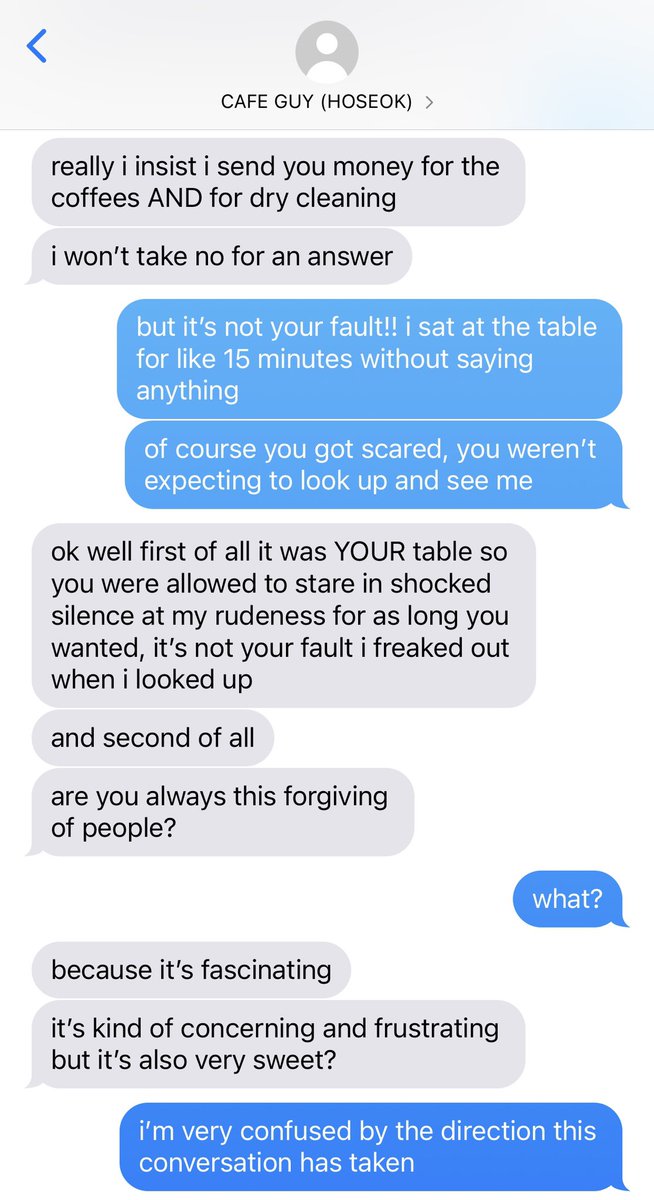 CAFE GUY (HOSEOK)
really i insist i send you money for the
coffees AND for dry cleaning
i won’t take no for an answer
but it’s not your fault!! i sat at the table
for like 15 minutes without saying
anything
of course you got scared, you weren’t
expecting to look up and see me
ok well first of all it was YOUR table so
you were allowed to stare in shocked
silence at my rudeness for as long you
wanted, it’s not your fault i freaked out
when i looked up
and second of all
are you always this forgiving
of people?
what?
because it’s fascinating
it’s kind of concerning and frustrating
but it’s also very sweet?
i’m very confused by the direction this
conversation has taken